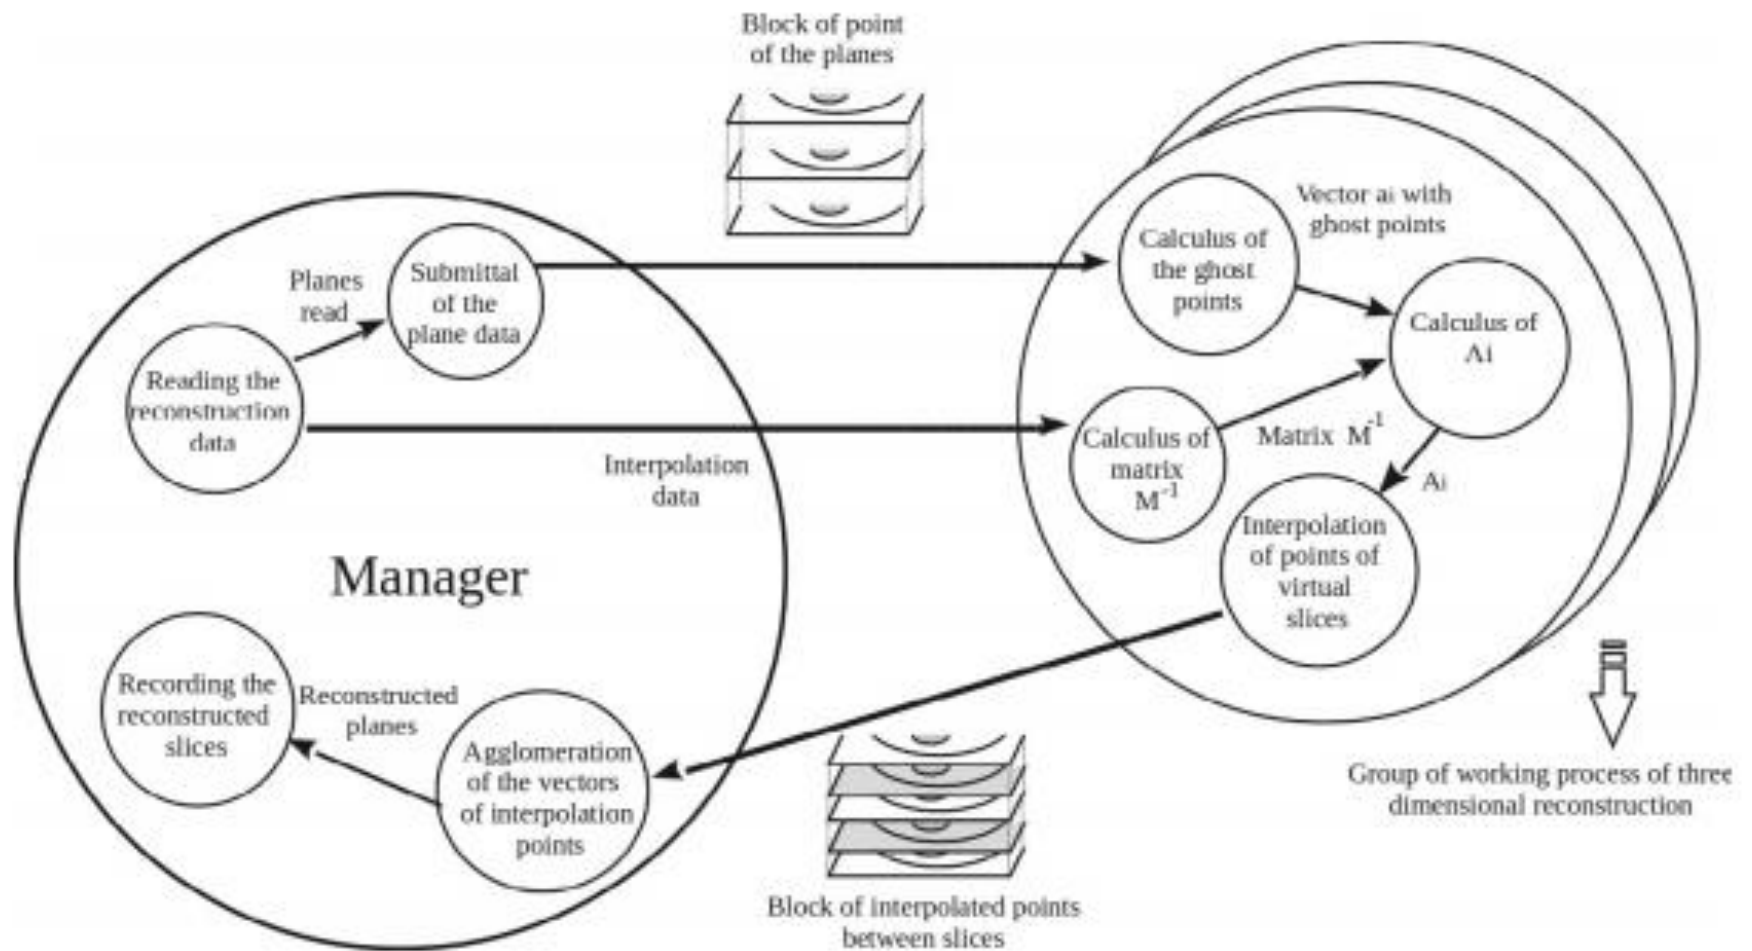 Block of point
of the planes
Vector ai with
ghost points
Calculus of
the ghost
points
Submittal
of the
plane data
Planes
read
Calculus of
Ai
Reading the
reconstruction
data
Calculus of
matrix
M-1
Matrix M-1
Interpolation
data
Ai
Interpolation
of points of
virtual
slices
Manager
Recording the
reconstructed
slices
Reconstructed
planes
Agglomeration
of the vectors
of interpolation
points
Group of working process of three
dimensional reconstruction
Block of interpolated points
between slices